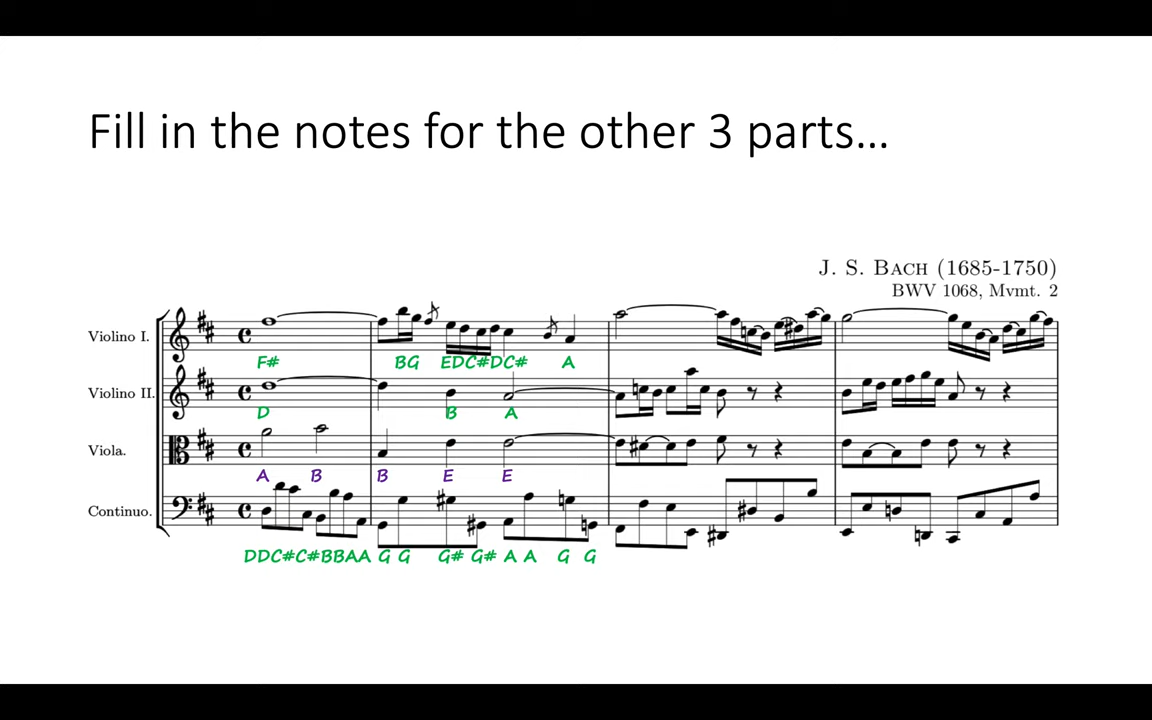 Fill in the notes for the other 3 parts...
J. S. BACH (1685-1750)
BWV 1068, Mvmt. 2
Violino I.
F# BG EDC#DC# A
Violino II.
D B A
Viola.
A B B E E
Continuo.
DDC#C#BBAA G G G# G# A A G G